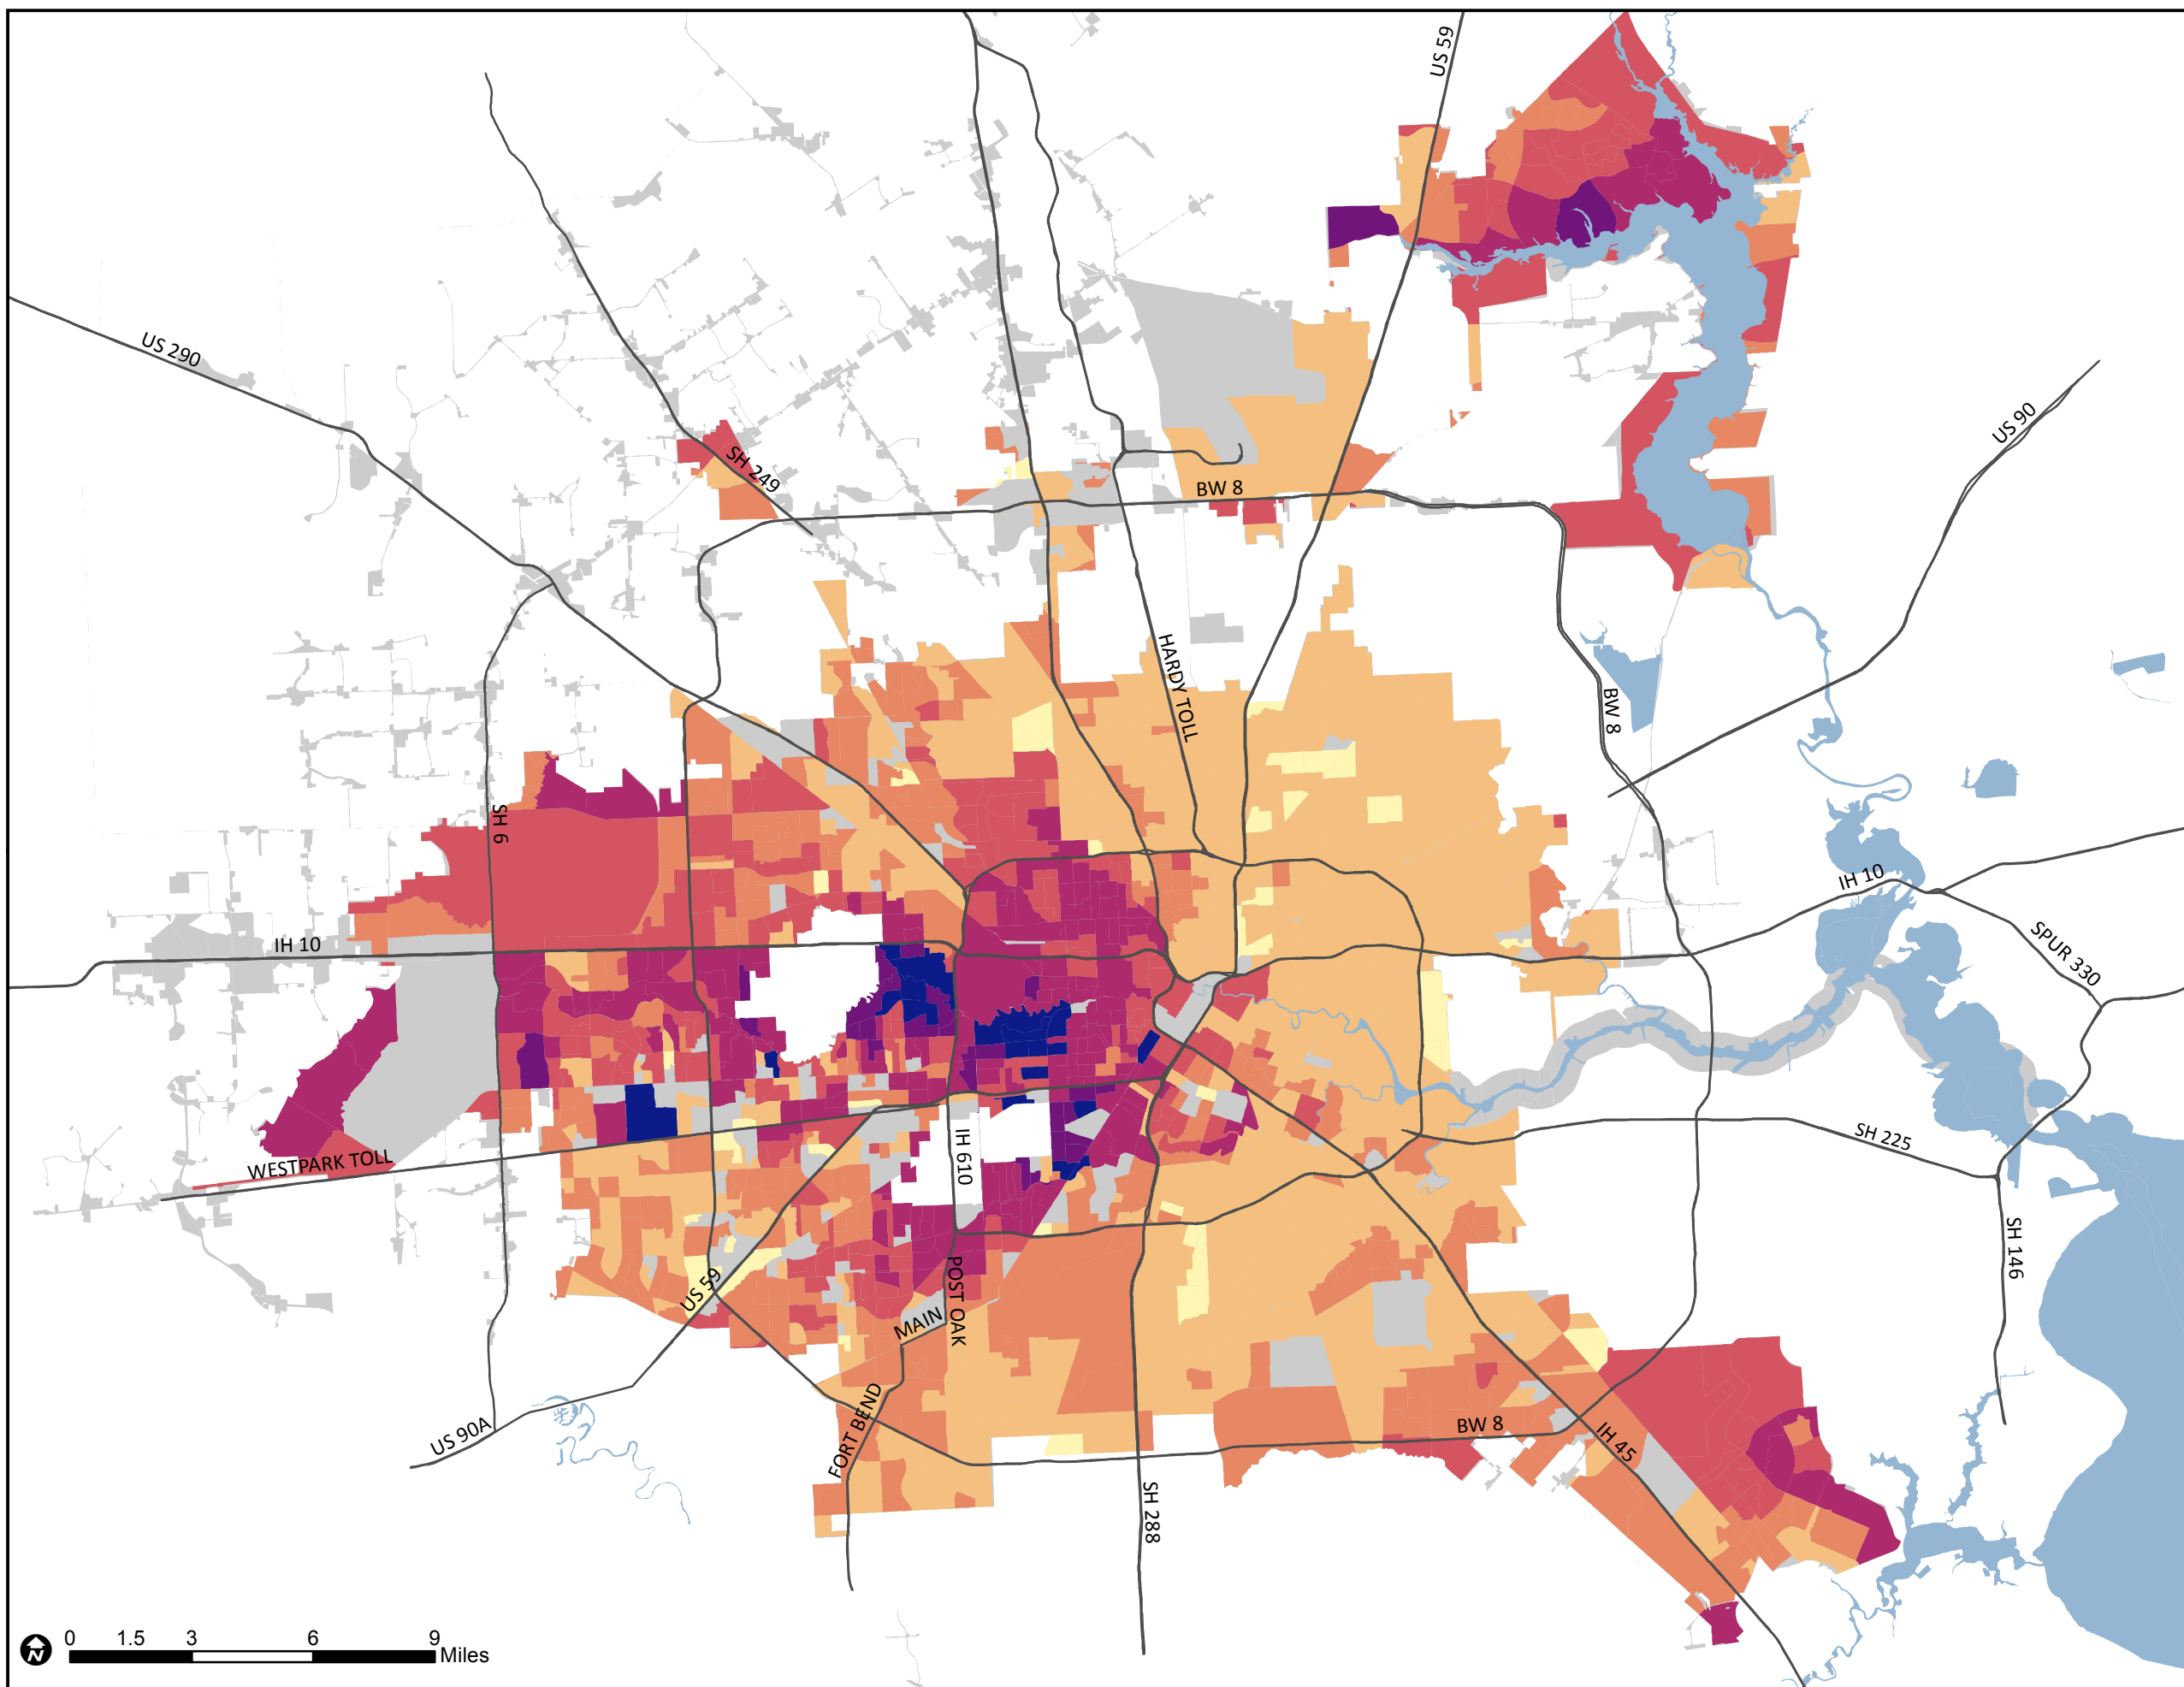 US 59
US 290
US 90
SH 249
BW 8
HARDY TOLL
BW 8
SH 6
IH 10
IH 10
SPUR 330
SH 225
IH 610
WESTPARK TOLL
SH 146
US 59
POST OAK
MAIN
FORT BEND
US 90A
BW 8
IH 45
SH 288
N
0 1.5 3 6 9
Miles